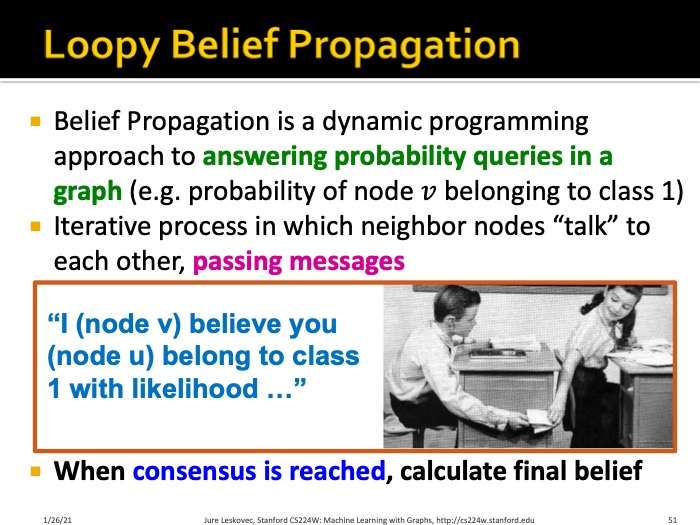 Loopy Belief Propagation
Belief Propagation is a dynamic programming
approach to answering probability queries in a
graph (e.g. probability of node 𝑣 belonging to class 1)
Iterative process in which neighbor nodes “talk” to
each other, passing messages
“I (node v) believe you
(node u) belong to class
1 with likelihood …”
When consensus is reached, calculate final belief
1/26/21
Jure Leskovec, Stanford CS224W: Machine Learning with Graphs, http://cs224w.stanford.edu
51